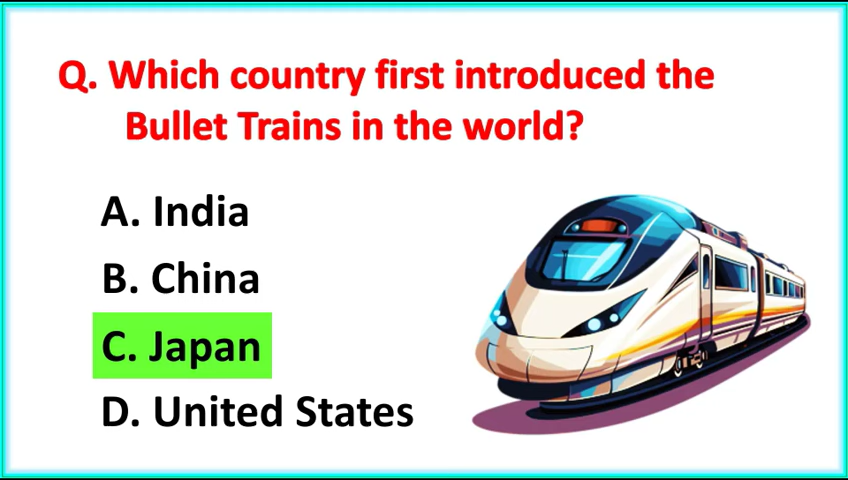 Q. Which country first introduced the
Bullet Trains in the world?
A. India
B. China
C. Japan
D. United States